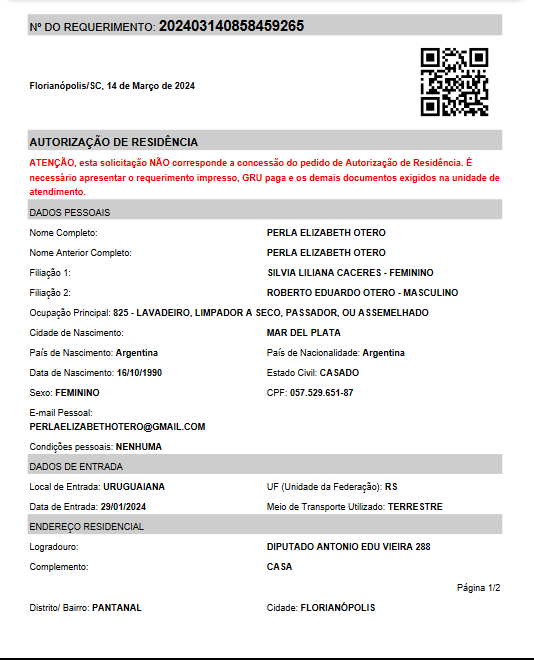 Nº DO REQUERIMENTO: 202403140858459265
Florianópolis/SC, 14 de Março de 2024
AUTORIZAÇÃO DE RESIDÊNCIA
ATENÇÃO, esta solicitação NÃO corresponde a concessão do pedido de Autorização de Residência. É
necessário apresentar o requerimento impresso, GRU paga e os demais documentos exigidos na unidade de
atendimento.
DADOS PESSOAIS
Nome Completo: PERLA ELIZABETH OTERO
Nome Anterior Completo: PERLA ELIZABETH OTERO
Filiação 1: SILVIA LILIANA CACERES - FEMININO
Filiação 2: ROBERTO EDUARDO OTERO - MASCULINO
Ocupação Principal: 825 - LAVADEIRO, LIMPADOR A SECO, PASSADOR, OU ASSEMELHADO
Cidade de Nascimento: MAR DEL PLATA
País de Nascimento: Argentina País de Nacionalidade: Argentina
Data de Nascimento: 16/10/1990 Estado Civil: CASADO
Sexo: FEMININO CPF: 057.529.651-87
E-mail Pessoal:
PERLAELIZABETHOTERO@GMAIL.COM
Condições pessoais: NENHUMA
DADOS DE ENTRADA
Local de Entrada: URUGUAIANA UF (Unidade da Federação): RS
Data de Entrada: 29/01/2024 Meio de Transporte Utilizado: TERRESTRE
ENDEREÇO RESIDENCIAL
Logradouro: DIPUTADO ANTONIO EDU VIEIRA 288
Complemento: CASA
Página 1/2
Distrito/ Bairro: PANTANAL Cidade: FLORIANÓPOLIS